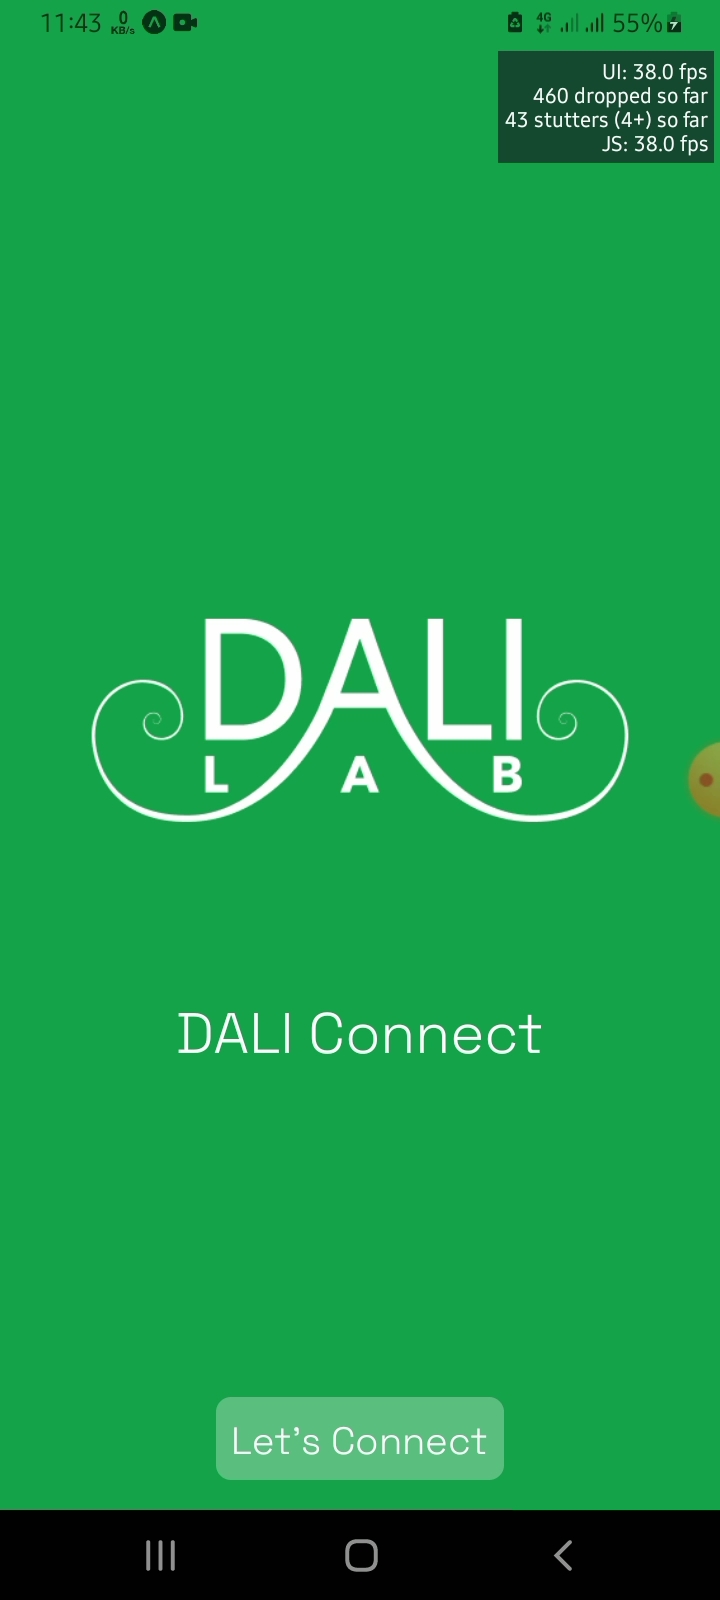 11:43 0 KB/s 4G 55%
UI: 38.0 fps
460 dropped so far
43 stutters (4+) so far
JS: 38.0 fps
DALI
LAB
DALI Connect
Let's Connect